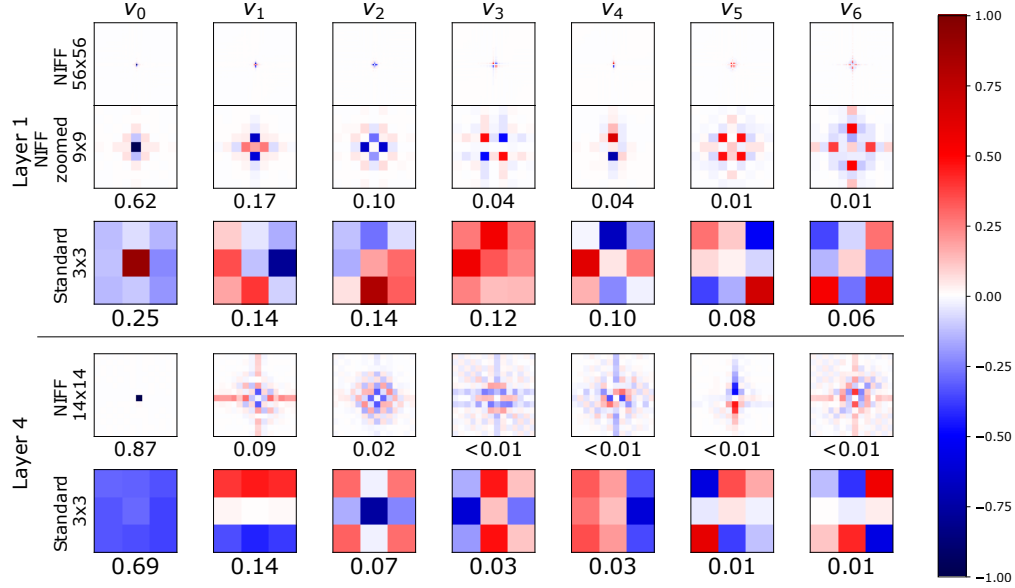 v0 v1 v2 v3 v4 v5 v6
Layer 1
NIFF
56x56
NIFF
zoomed
9x9
0.62 0.17 0.10 0.04 0.04 0.01 0.01
Standard
3x3
0.25 0.14 0.14 0.12 0.10 0.08 0.06
Layer 4
NIFF
14x14
0.87 0.09 0.02 <0.01 <0.01 <0.01 <0.01
Standard
3x3
0.69 0.14 0.07 0.03 0.03 0.01 0.01
1.00
0.75
0.50
0.25
0.00
−0.25
−0.50
−0.75
−1.00